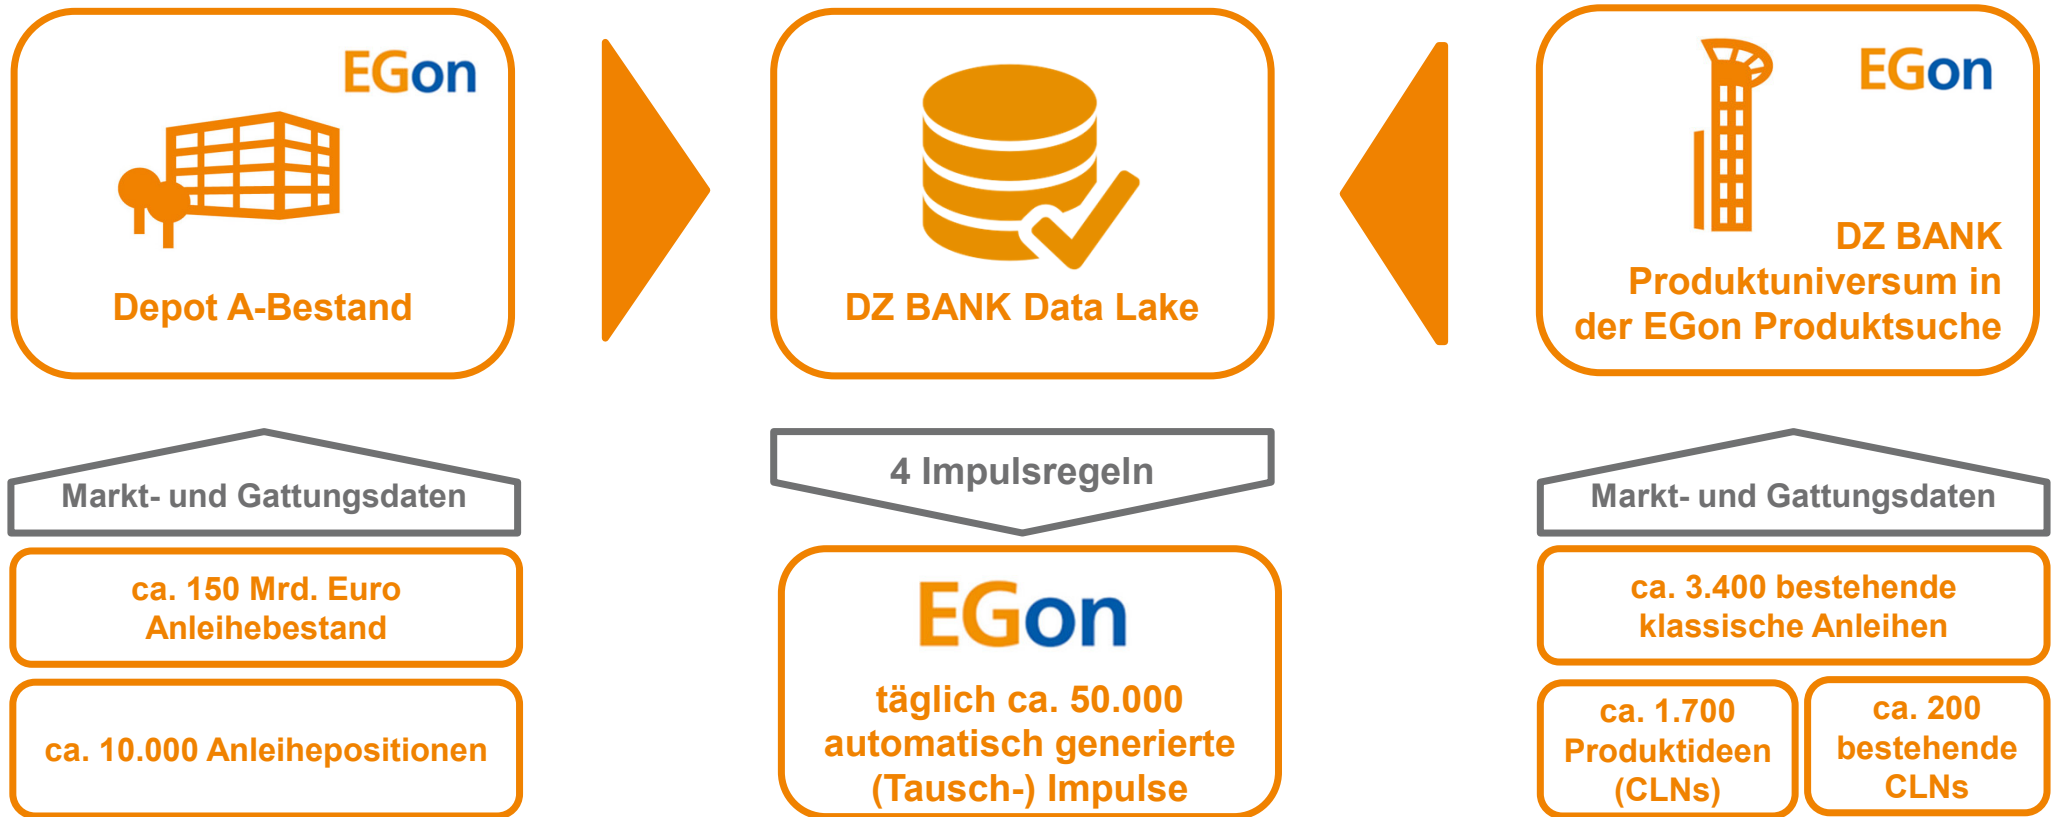 EGon
Depot A-Bestand
DZ BANK Data Lake
EGon
DZ BANK
Produktuniversum in
der EGon Produktsuche
Markt- und Gattungsdaten
ca. 150 Mrd. Euro
Anleihebestand
ca. 10.000 Anleihepositionen
4 Impulsregeln
EGon
täglich ca. 50.000
automatisch generierte
(Tausch-) Impulse
Markt- und Gattungsdaten
ca. 3.400 bestehende
klassische Anleihen
ca. 1.700
Produktideen
(CLNs)
ca. 200
bestehende
CLNs